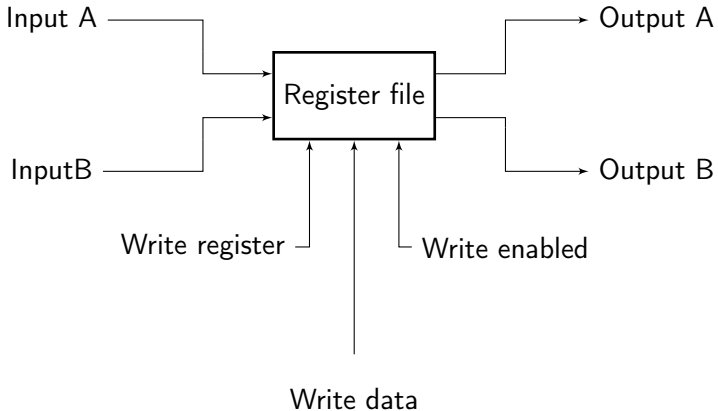 Input A
Output A
Register file
InputB
Output B
Write register
Write enabled
Write data